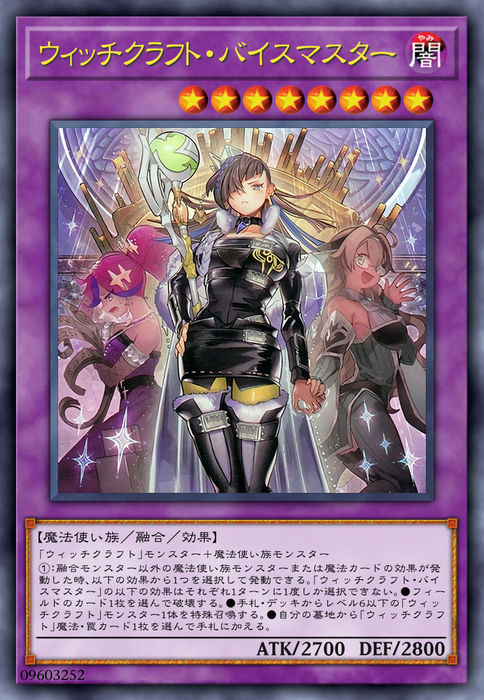 ウィッチクラフト・バイスマスター
やみ
闇
【魔法使い族／融合／効果】
「ウィッチクラフト」モンスター＋魔法使い族モンスター
①:融合モンスター以外の魔法使い族モンスターまたは魔法カードの効果が
発動した時、以下の効果から1つを選択して発動できる。「ウィッチクラフト・バイ
スマスター」の以下の効果はそれぞれ1ターンに1度しか選択できない。●フィー
ルドのカード1枚を選んで破壊する。●手札・デッキからレベル6以下の「ウィッ
チクラフト」モンスター1体を特殊召喚する。●自分の墓地から「ウィッチクラフ
ト」魔法・罠カード1枚を選んで手札に加える。
ATK/2700 DEF/2800
09603252